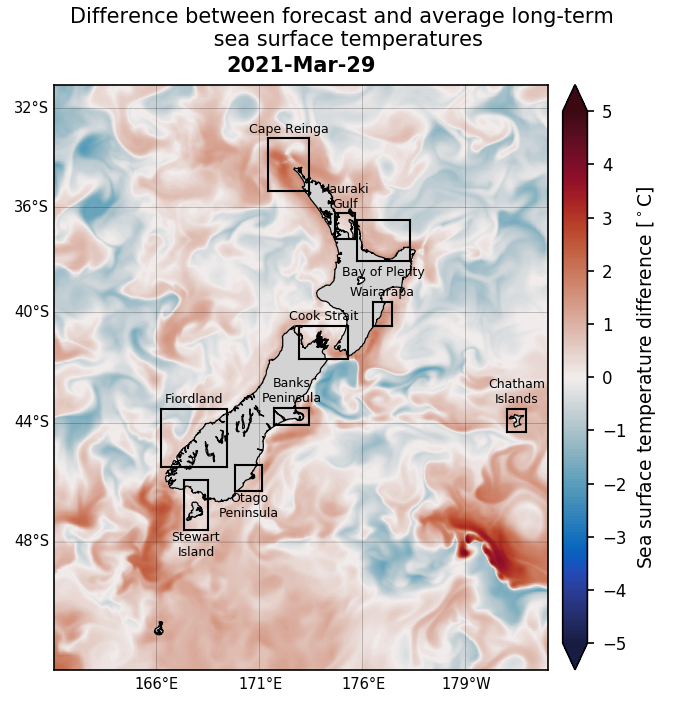 Difference between forecast and average long-term
sea surface temperatures
2021-Mar-29
32°S
36°S
40°S
44°S
48°S
166°E
171°E
176°E
179°W
Cape Reinga
Hauraki
Gulf
Bay of Plenty
Wairarapa
Cook Strait
Banks
Peninsula
Fiordland
Chatham
Islands
Otago
Peninsula
Stewart
Island
5
4
3
2
1
0
−1
−2
−3
−4
−5
Sea surface temperature difference [°C]